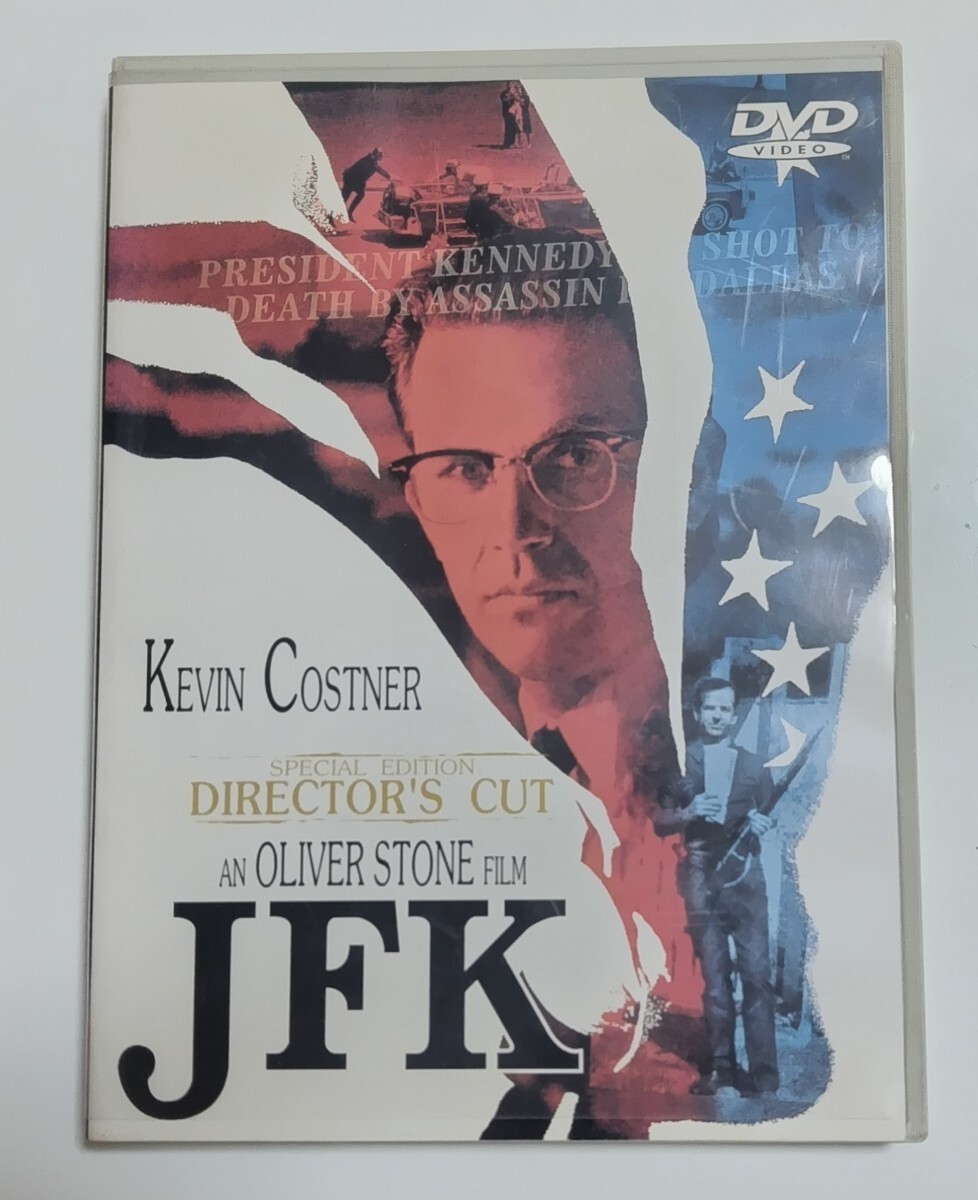 DVD
VIDEO
TM
PRESIDENT KENNEDY SHOT TO
DEATH BY ASSASSIN DALLAS
KEVIN COSTNER
SPECIAL EDITION
DIRECTOR'S CUT
AN OLIVER STONE FILM
JFK